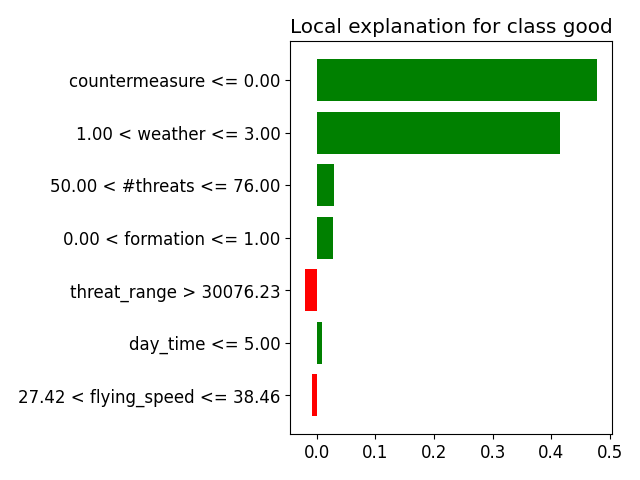 Local explanation for class good
countermeasure <= 0.00
1.00 < weather <= 3.00
50.00 < #threats <= 76.00
0.00 < formation <= 1.00
threat_range > 30076.23
day_time <= 5.00
27.42 < flying_speed <= 38.46
0.0 0.1 0.2 0.3 0.4 0.5